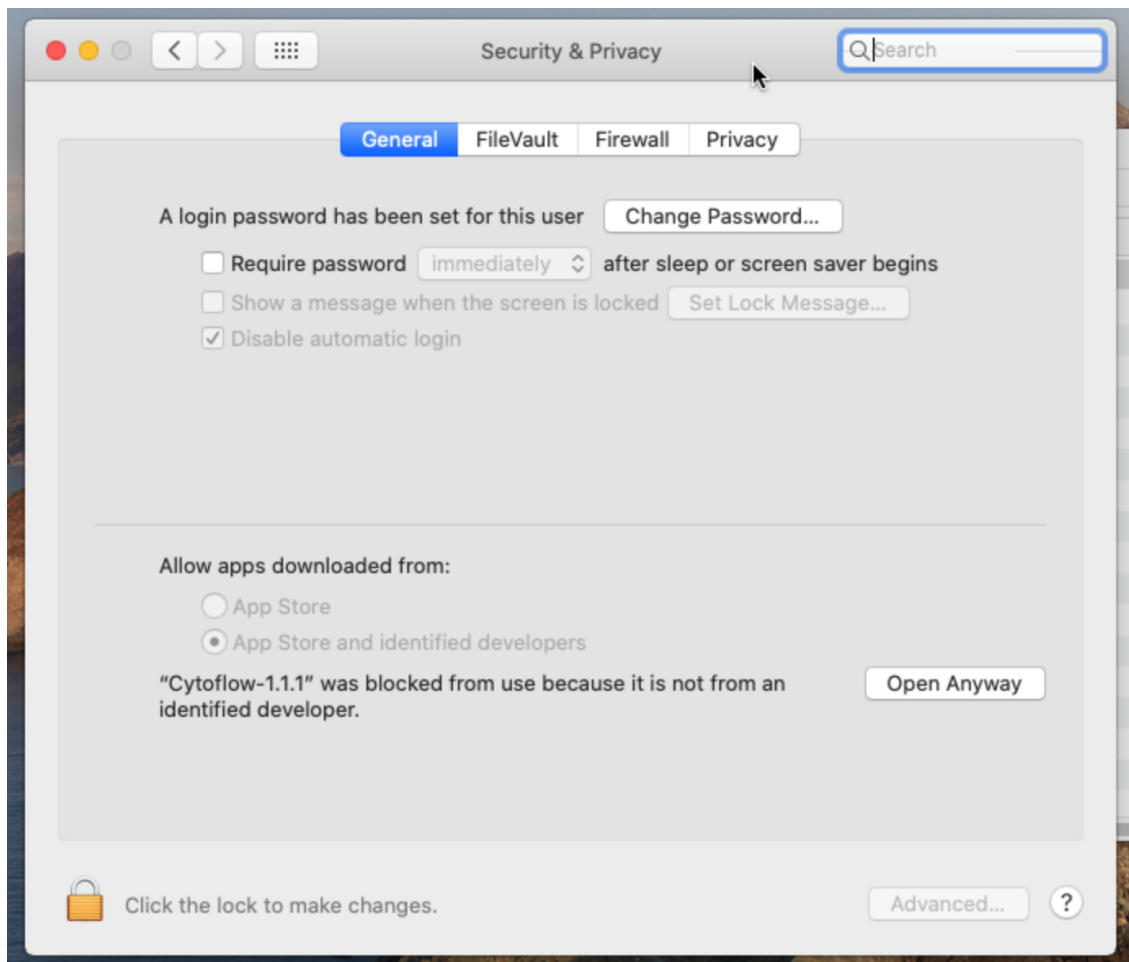 Security & Privacy
Search
General FileVault Firewall Privacy
A login password has been set for this user Change Password...
Require password immediately after sleep or screen saver begins
Show a message when the screen is locked Set Lock Message...
Disable automatic login
Allow apps downloaded from:
App Store
App Store and identified developers
“Cytoflow-1.1.1” was blocked from use because it is not from an Open Anyway
identified developer.
Click the lock to make changes. Advanced... ?